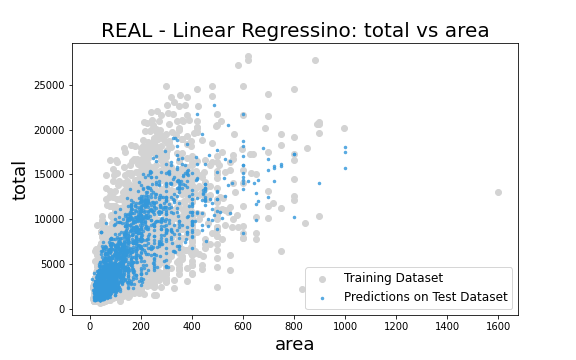 REAL - Linear Regressino: total vs area
25000
20000
15000
10000
5000
0
total
0 200 400 600 800 1000 1200 1400 1600
area
Training Dataset
Predictions on Test Dataset